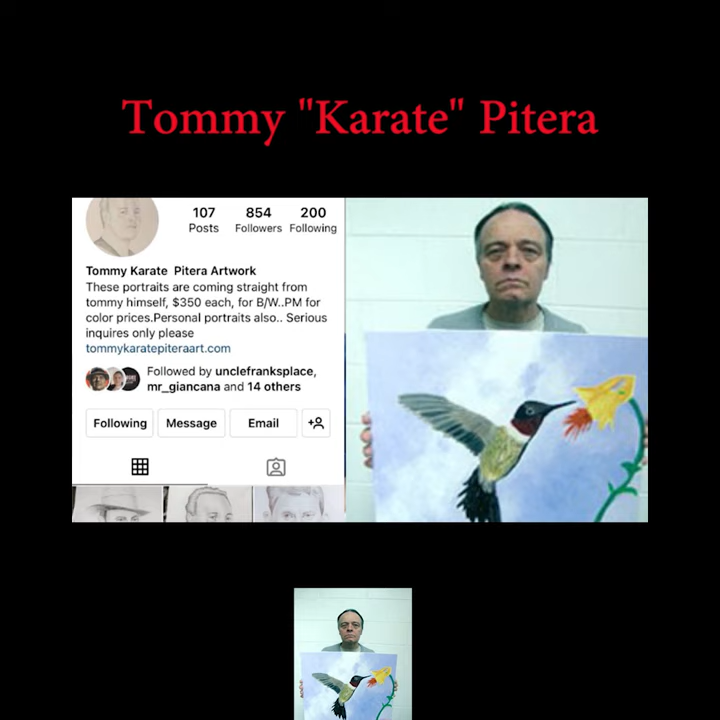 Tommy "Karate" Pitera
107 854 200
Posts Followers Following
Tommy Karate Pitera Artwork
These portraits are coming straight from
tommy himself, $350 each, for B/W..PM for
color prices.Personal portraits also.. Serious
inquires only please
tommykaratepiteraart.com
Followed by unclefranksplace,
mr_giancana and 14 others
Following Message Email